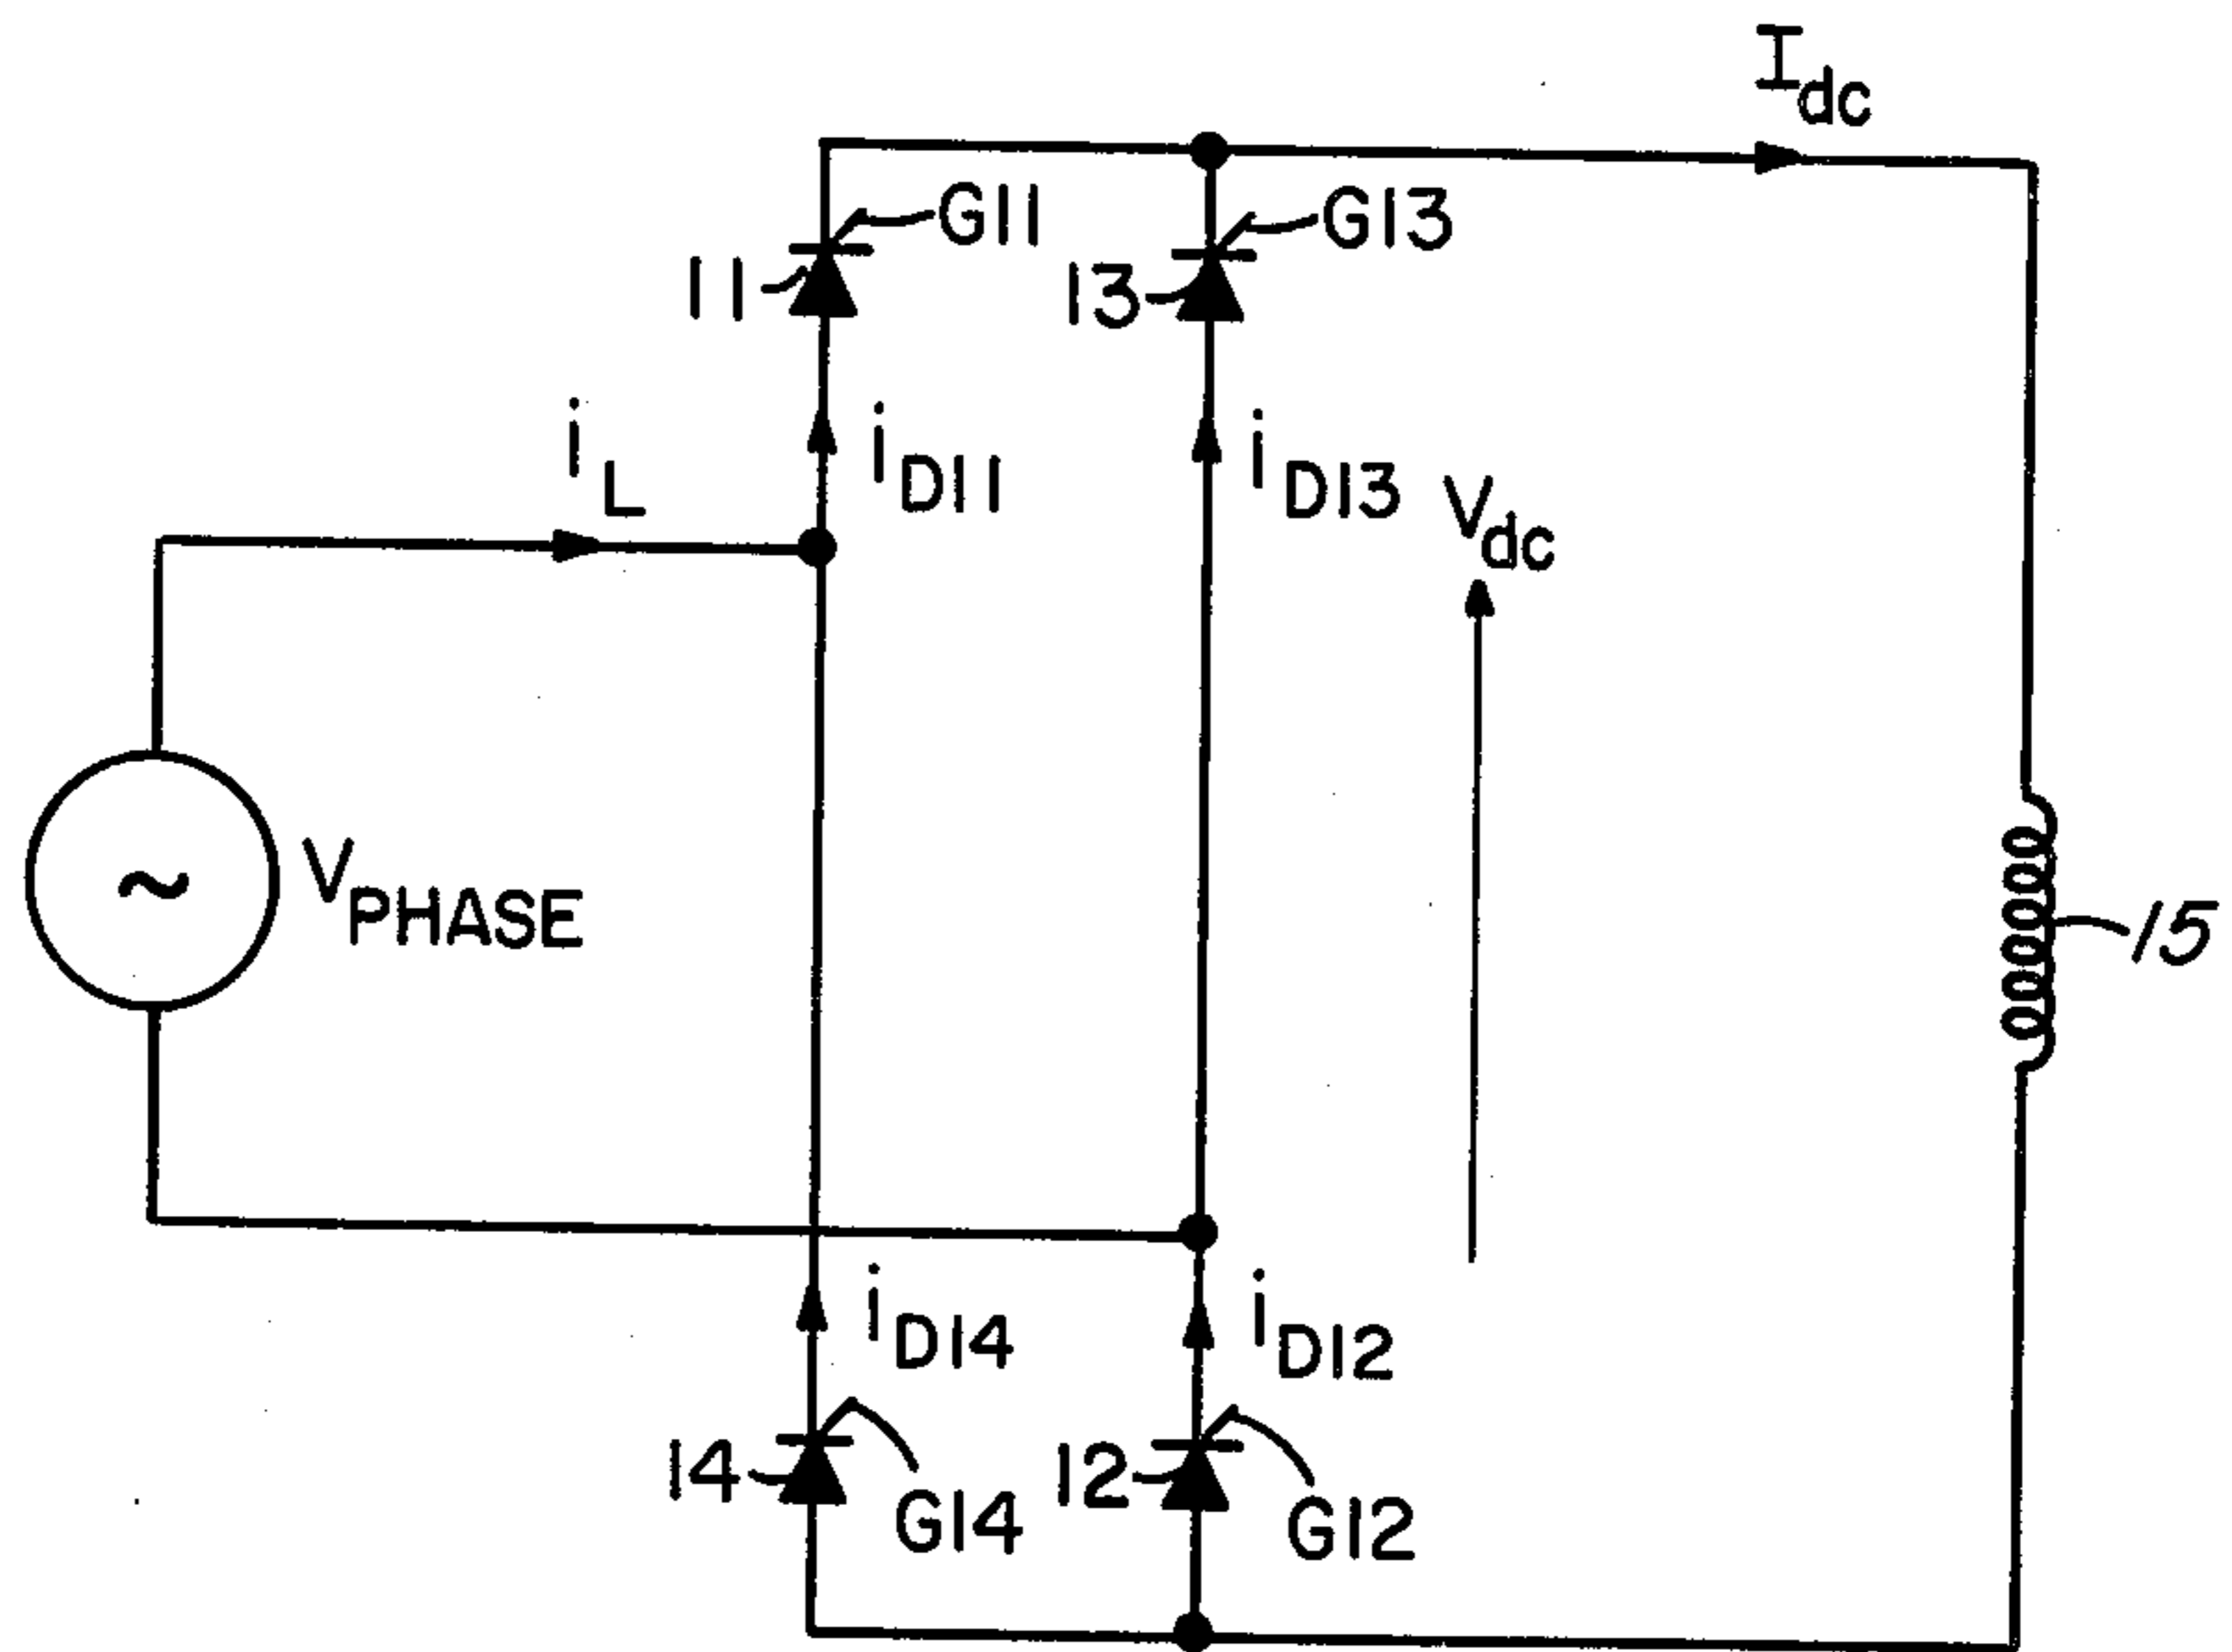 I dc
G11
G13
11
13
i L
i D11
i D13
V dc
~
V PHASE
15
i D14
i D12
14
12
G14
G12